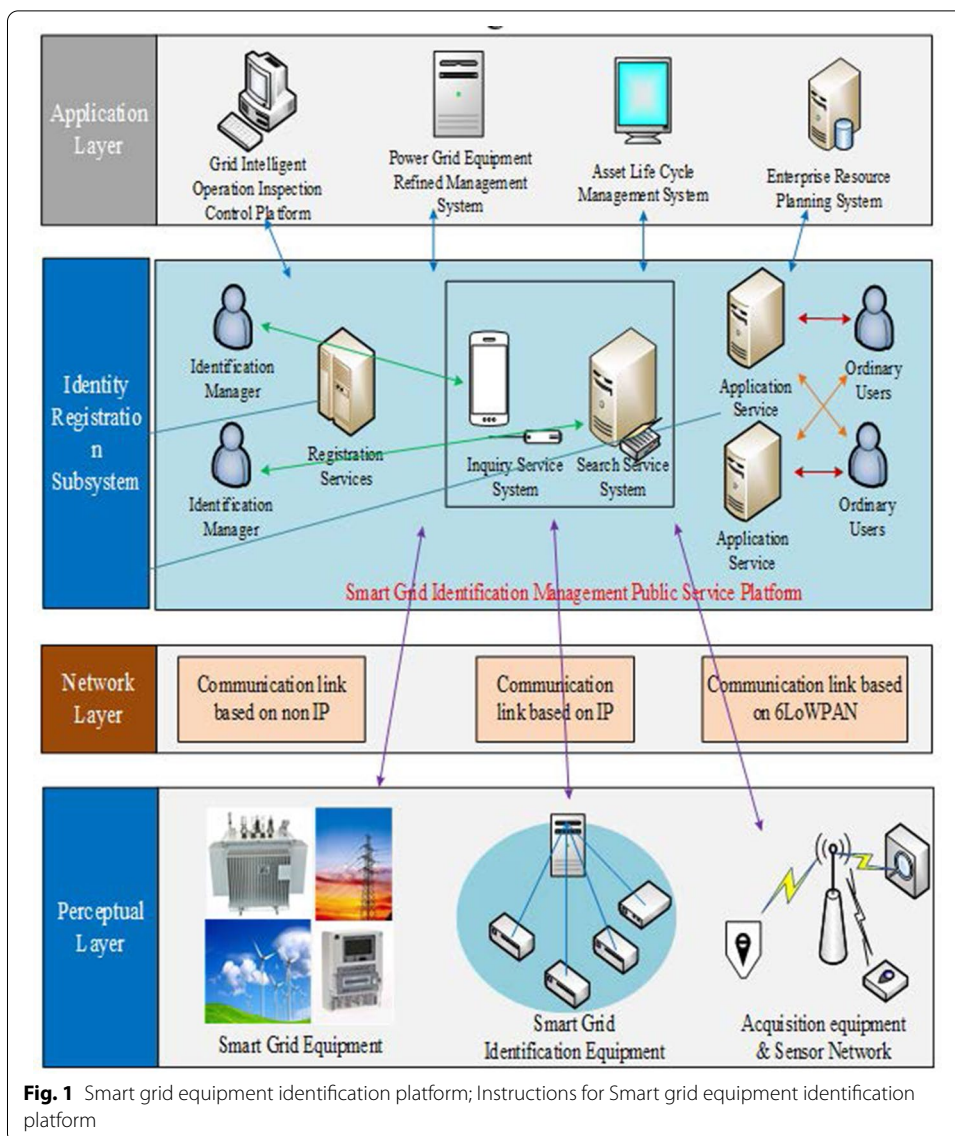 Application
Layer
Grid Intelligent
Operation Inspection
Control Platform
Power Grid Equipment
Refined Management
System
Asset Life Cycle
Management System
Enterprise Resource
Planning System
Identity
Registratio
n
Subsystem
Identification
Manager
Identification
Manager
Registration
Services
Inquiry Service
System
Search Service
System
Application
Service
Application
Service
Ordinary
Users
Ordinary
Users
Smart Grid Identification Management Public Service Platform
Network
Layer
Communication link
based on non IP
Communication
link based on IP
Communication link based
on 6LoWPAN
Perceptual
Layer
Smart Grid Equipment
Smart Grid
Identification Equipment
Acquisition equipment
& Sensor Network
Fig. 1 Smart grid equipment identification platform; Instructions for Smart grid equipment identification
platform